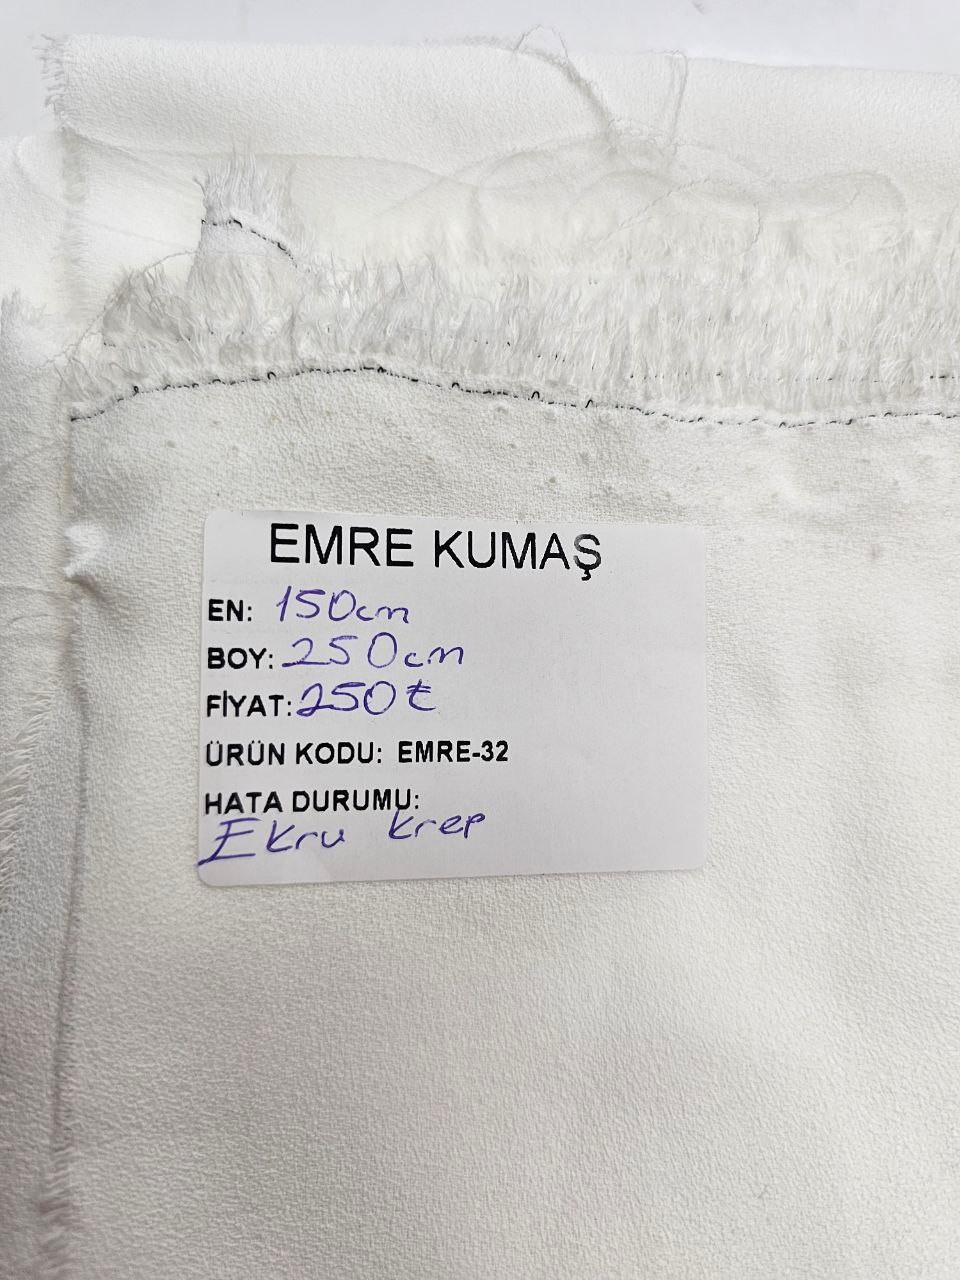 EMRE KUMAŞ
EN: 150cm
BOY: 250cm
FİYAT: 250₺
ÜRÜN KODU: EMRE-32
HATA DURUMU:
Ekru krep